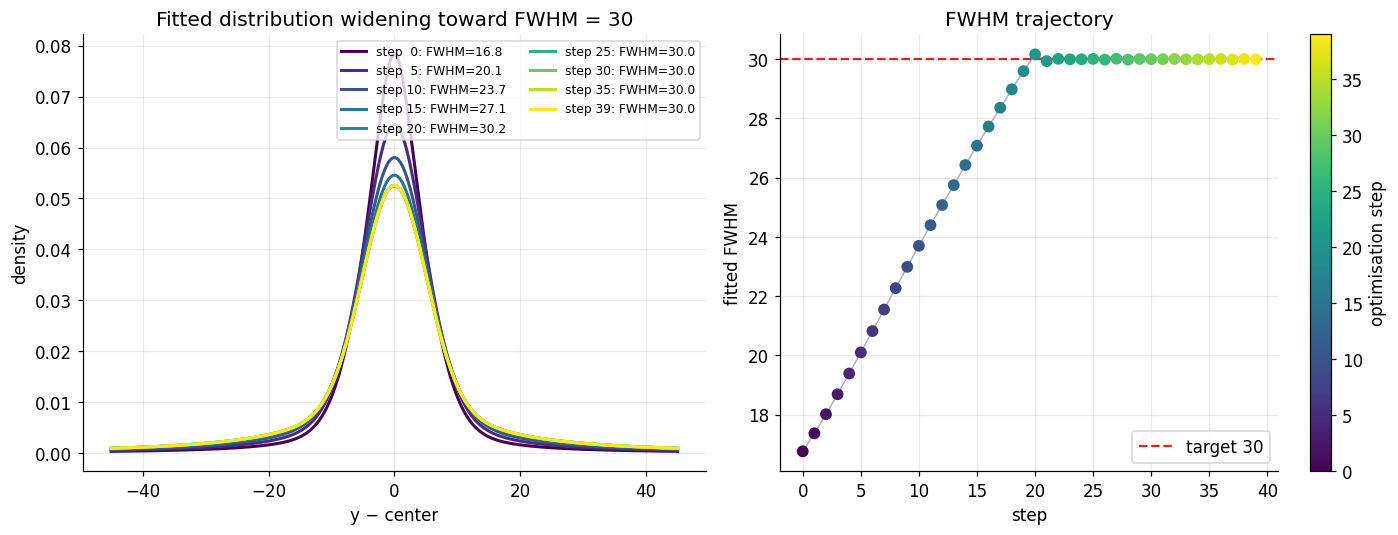 Fitted distribution widening toward FWHM = 30
0.08
0.07
0.06
0.05
0.04
0.03
0.02
0.01
0.00
density
step  0: FWHM=16.8
step  5: FWHM=20.1
step 10: FWHM=23.7
step 15: FWHM=27.1
step 20: FWHM=30.2
step 25: FWHM=30.0
step 30: FWHM=30.0
step 35: FWHM=30.0
step 39: FWHM=30.0
−40 −20 0 20 40
y − center
FWHM trajectory
30
28
26
24
22
20
18
fitted FWHM
target 30
0 5 10 15 20 25 30 35 40
step
35
30
25
20
15
10
5
0
optimisation step